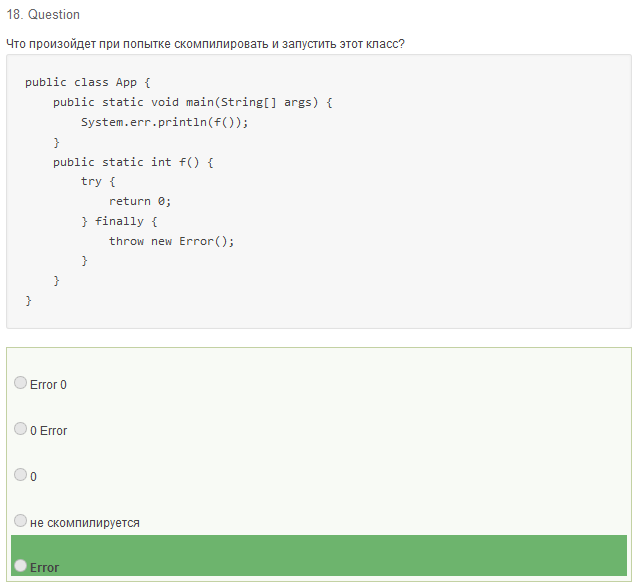 18. Question
Что произойдет при попытке скомпилировать и запустить этот класс?
public class App {
    public static void main(String[] args) {
        System.err.println(f());
    }
    public static int f() {
        try {
            return 0;
        } finally {
            throw new Error();
        }
    }
}
Error 0
0 Error
0
не скомпилируется
Error